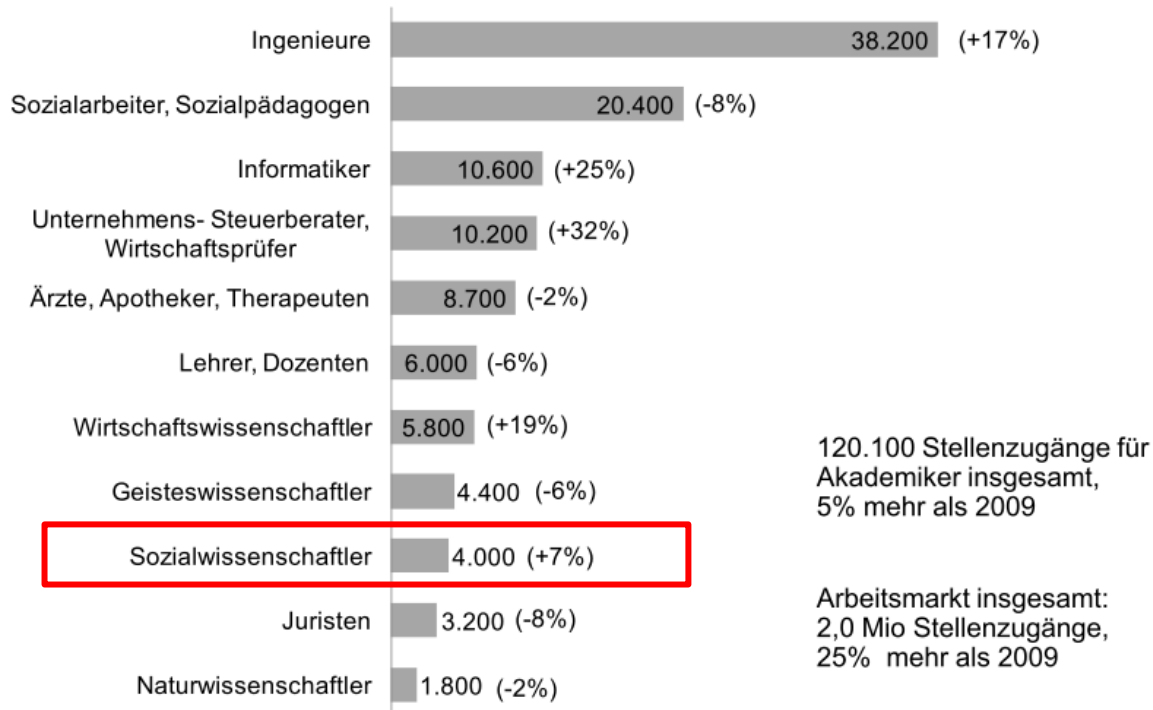 Ingenieure 38.200 (+17%)
Sozialarbeiter, Sozialpädagogen 20.400 (-8%)
Informatiker 10.600 (+25%)
Unternehmens- Steuerberater,
Wirtschaftsprüfer 10.200 (+32%)
Ärzte, Apotheker, Therapeuten 8.700 (-2%)
Lehrer, Dozenten 6.000 (-6%)
Wirtschaftswissenschaftler 5.800 (+19%)
Geisteswissenschaftler 4.400 (-6%)
Sozialwissenschaftler 4.000 (+7%)
Juristen 3.200 (-8%)
Naturwissenschaftler 1.800 (-2%)
120.100 Stellenzugänge für
Akademiker insgesamt,
5% mehr als 2009
Arbeitsmarkt insgesamt:
2,0 Mio Stellenzugänge,
25% mehr als 2009